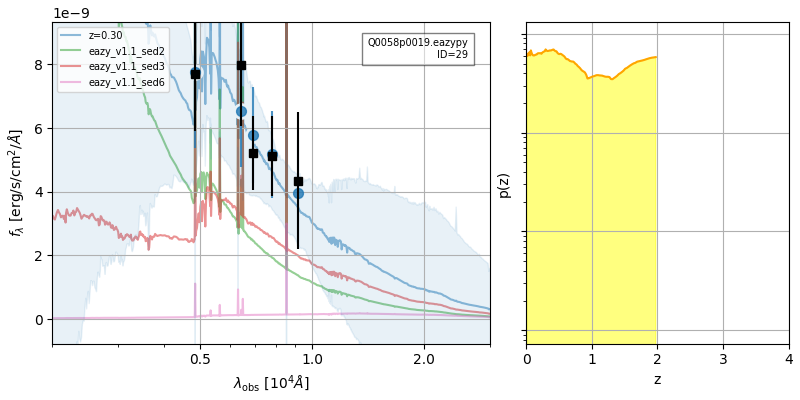 1e−9
z=0.30
eazy_v1.1_sed2
eazy_v1.1_sed3
eazy_v1.1_sed6
Q0058p0019.eazypy
ID=29
8
6
4
2
0
f_λ [erg/s/cm²/Å]
0.5
1.0
2.0
λ_obs [10⁴Å]
p(z)
0
1
2
3
4
z